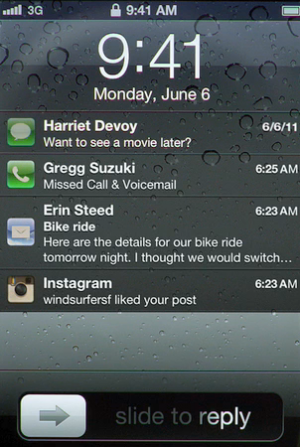 3G 9:41 AM
9:41
Monday, June 6
Harriet Devoy 6/6/11
Want to see a movie later?
Gregg Suzuki 6:25 AM
Missed Call & Voicemail
Erin Steed 6:23 AM
Bike ride
Here are the details for our bike ride
tomorrow night. I thought we would switch…
Instagram 6:23 AM
windsurfersf liked your post
slide to reply